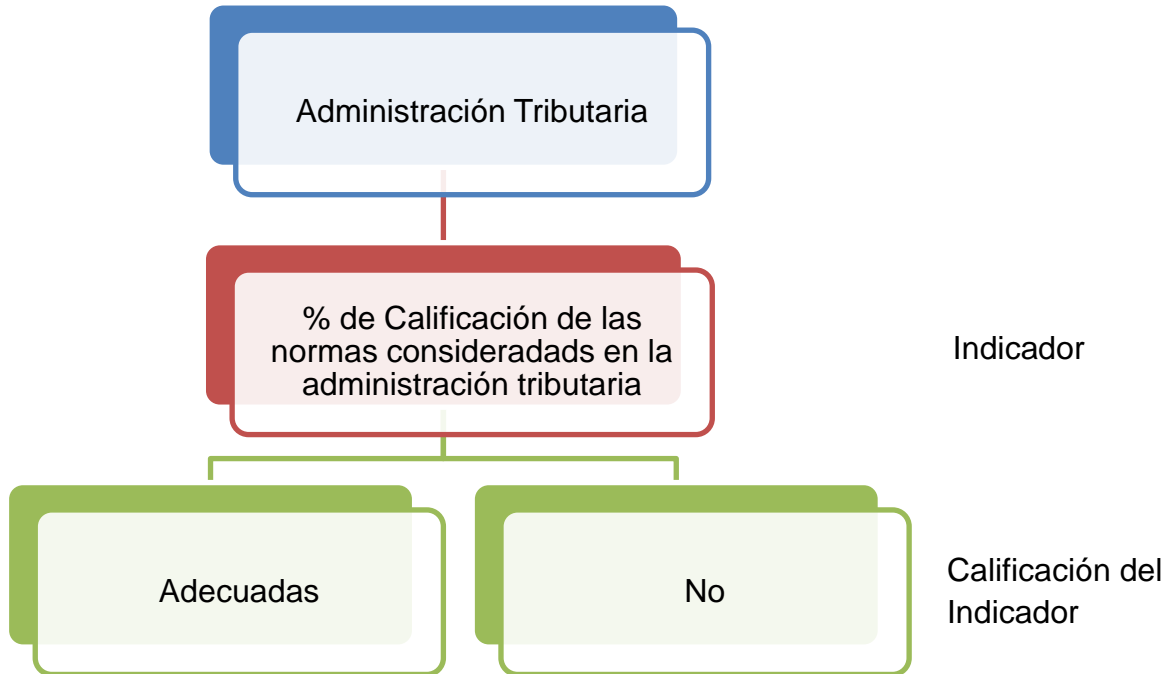 Administración Tributaria
% de Calificación de las
normas consideradads en la
administración tributaria
Indicador
Adecuadas
No
Calificación del
Indicador